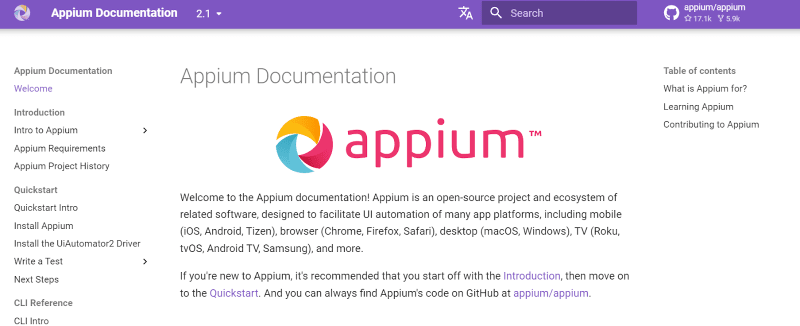 Appium Documentation
2.1
Search
appium/appium
17.1k 5.9k
Appium Documentation
Welcome
Introduction
Intro to Appium
Appium Requirements
Appium Project History
Quickstart
Quickstart Intro
Install Appium
Install the UiAutomator2 Driver
Write a Test
Next Steps
CLI Reference
CLI Intro
Appium Documentation
appium™
Welcome to the Appium documentation! Appium is an open-source project and ecosystem of
related software, designed to facilitate UI automation of many app platforms, including mobile
(iOS, Android, Tizen), browser (Chrome, Firefox, Safari), desktop (macOS, Windows), TV (Roku,
tvOS, Android TV, Samsung), and more.
If you're new to Appium, it's recommended that you start off with the Introduction, then move on
to the Quickstart. And you can always find Appium's code on GitHub at appium/appium.
Table of contents
What is Appium for?
Learning Appium
Contributing to Appium